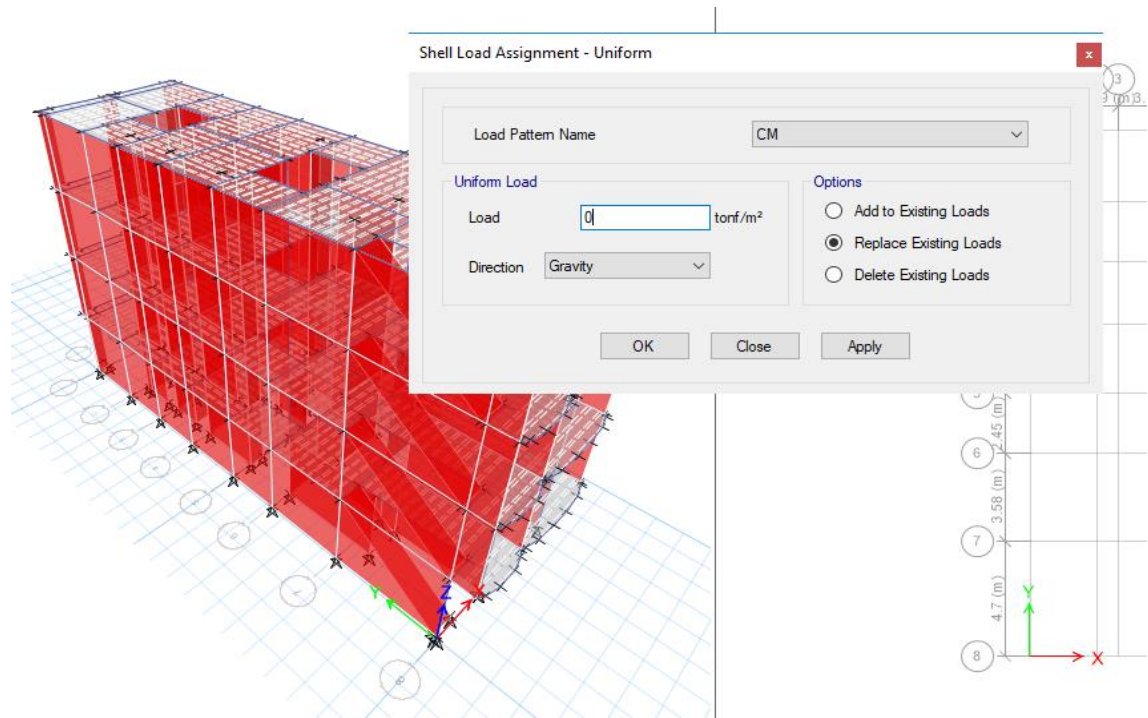 Shell Load Assignment - Uniform
x
Load Pattern Name
CM
Uniform Load
Load
0
tonf/m²
Direction
Gravity
Options
Add to Existing Loads
Replace Existing Loads
Delete Existing Loads
OK
Close
Apply
3
2.45 (m)
6
3.58 (m)
7
4.7 (m)
8
Y
X
Y
Z
X
8